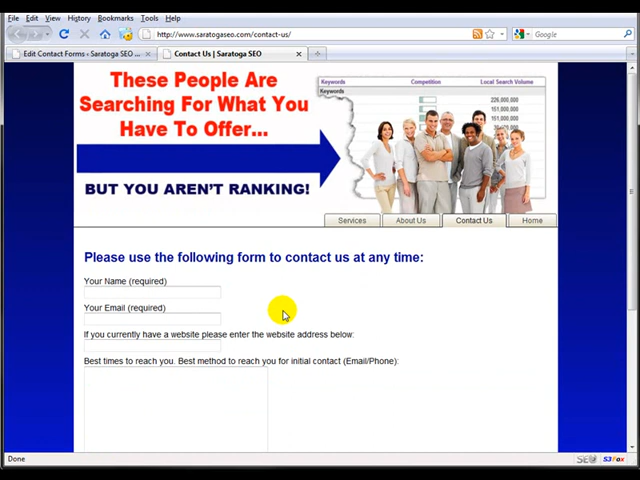 File Edit View History Bookmarks Tools Help
http://www.saratogaseo.com/contact-us/
Google
Edit Contact Forms ‹ Saratoga SEO ...
Contact Us | Saratoga SEO
These People Are
Searching For What You
Have To Offer...
BUT YOU AREN'T RANKING!
Keywords Competition Local Search Volume
Keywords
226,000,000
151,000,000
151,000,000
Services About Us Contact Us Home
Please use the following form to contact us at any time:
Your Name (required)
Your Email (required)
If you currently have a website please enter the website address below:
Best times to reach you. Best method to reach you for initial contact (Email/Phone):
Done
S3Fox